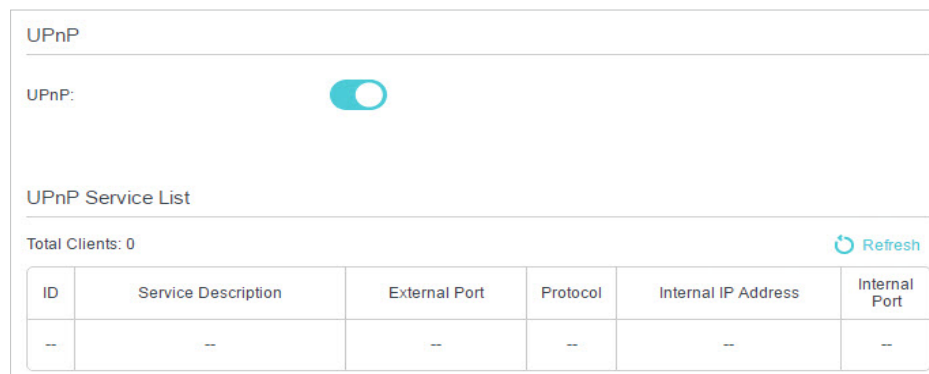 UPnP
UPnP:
UPnP Service List
Total Clients: 0
Refresh
ID Service Description External Port Protocol Internal IP Address Internal Port
-- -- -- -- -- --